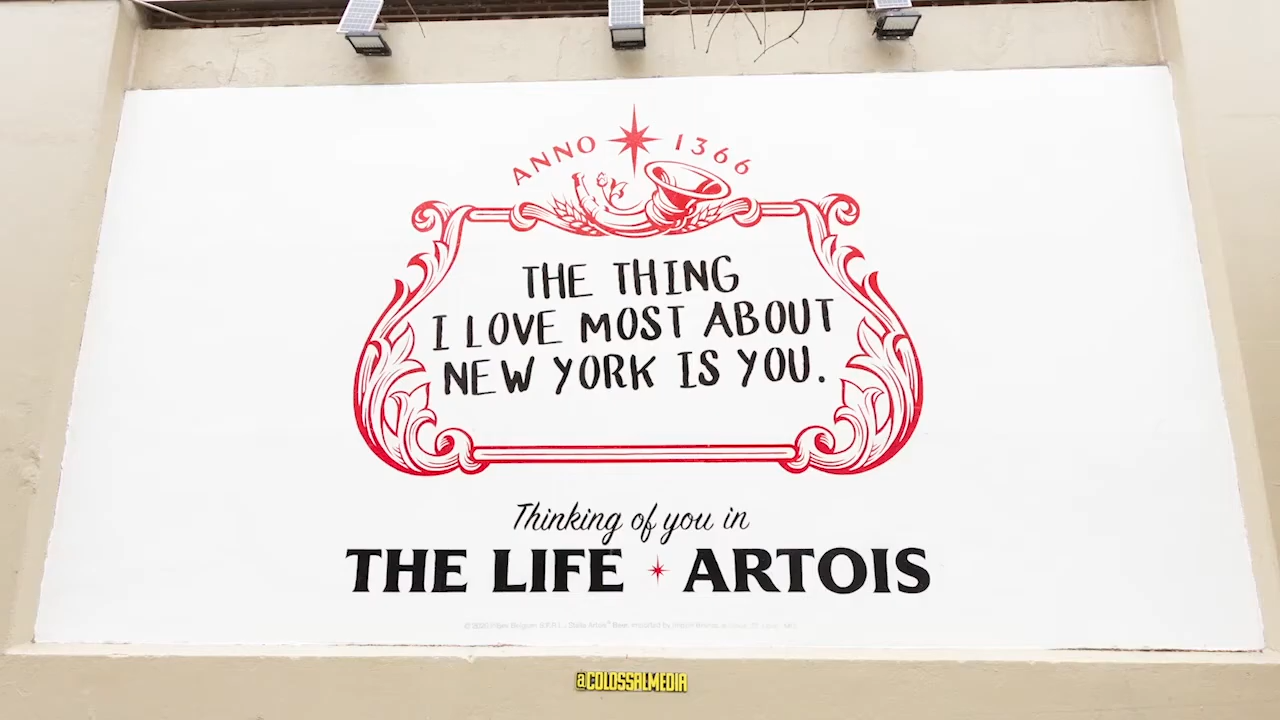 ANNO 1366
THE THING
I LOVE MOST ABOUT
NEW YORK IS YOU.
Thinking of you in
THE LIFE ARTOIS
@COLOSSALMEDIA